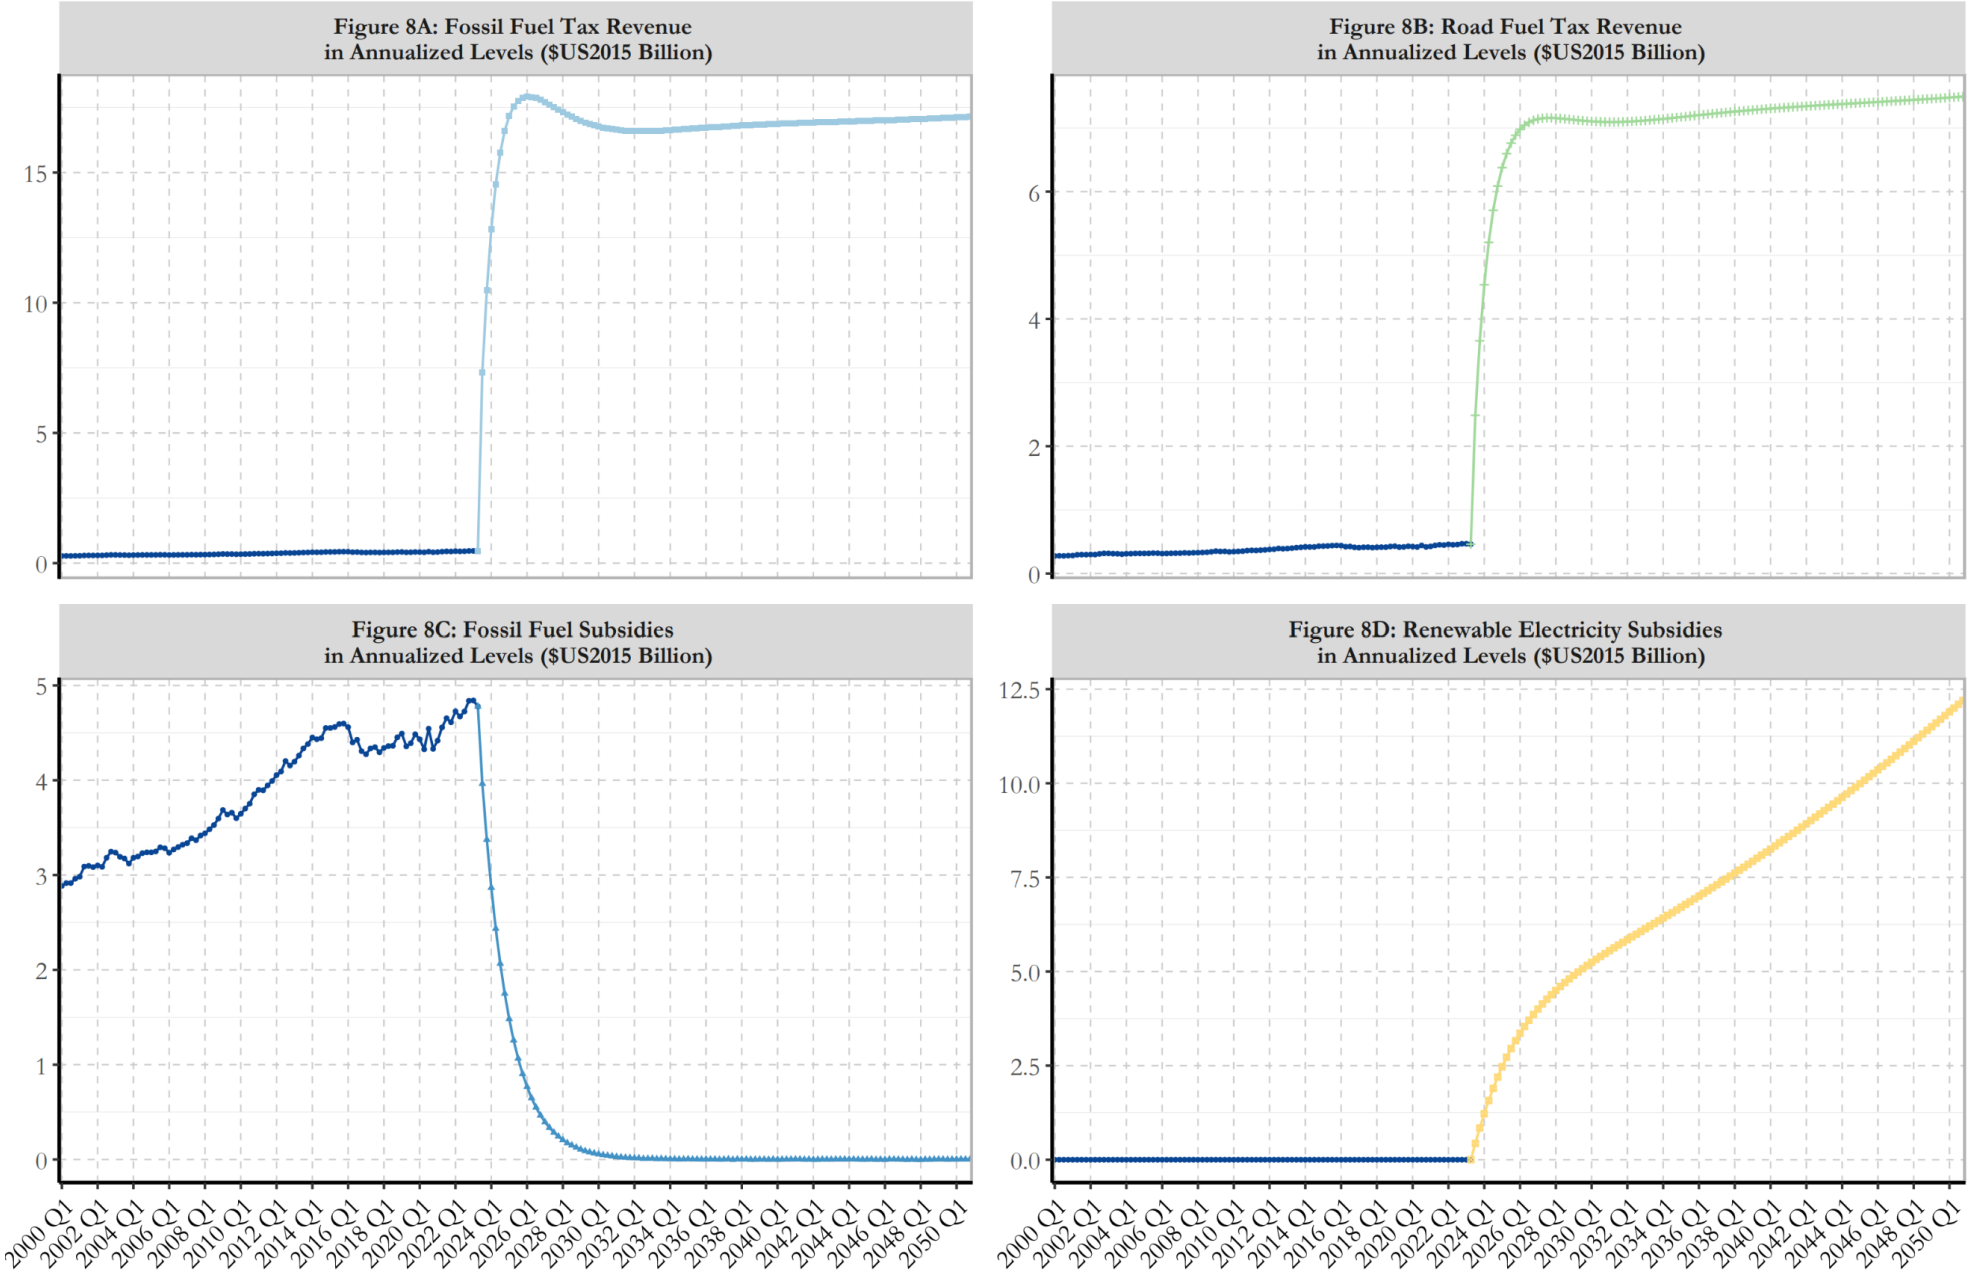 Figure 8A: Fossil Fuel Tax Revenue
in Annualized Levels ($US2015 Billion)
15
10
5
0
Figure 8B: Road Fuel Tax Revenue
in Annualized Levels ($US2015 Billion)
6
4
2
0
Figure 8C: Fossil Fuel Subsidies
in Annualized Levels ($US2015 Billion)
5
4
3
2
1
0
2000 Q1
2002 Q1
2004 Q1
2006 Q1
2008 Q1
2010 Q1
2012 Q1
2014 Q1
2016 Q1
2018 Q1
2020 Q1
2022 Q1
2024 Q1
2026 Q1
2028 Q1
2030 Q1
2032 Q1
2034 Q1
2036 Q1
2038 Q1
2040 Q1
2042 Q1
2044 Q1
2046 Q1
2048 Q1
2050 Q1
Figure 8D: Renewable Electricity Subsidies
in Annualized Levels ($US2015 Billion)
12.5
10.0
7.5
5.0
2.5
0.0
2000 Q1
2002 Q1
2004 Q1
2006 Q1
2008 Q1
2010 Q1
2012 Q1
2014 Q1
2016 Q1
2018 Q1
2020 Q1
2022 Q1
2024 Q1
2026 Q1
2028 Q1
2030 Q1
2032 Q1
2034 Q1
2036 Q1
2038 Q1
2040 Q1
2042 Q1
2044 Q1
2046 Q1
2048 Q1
2050 Q1